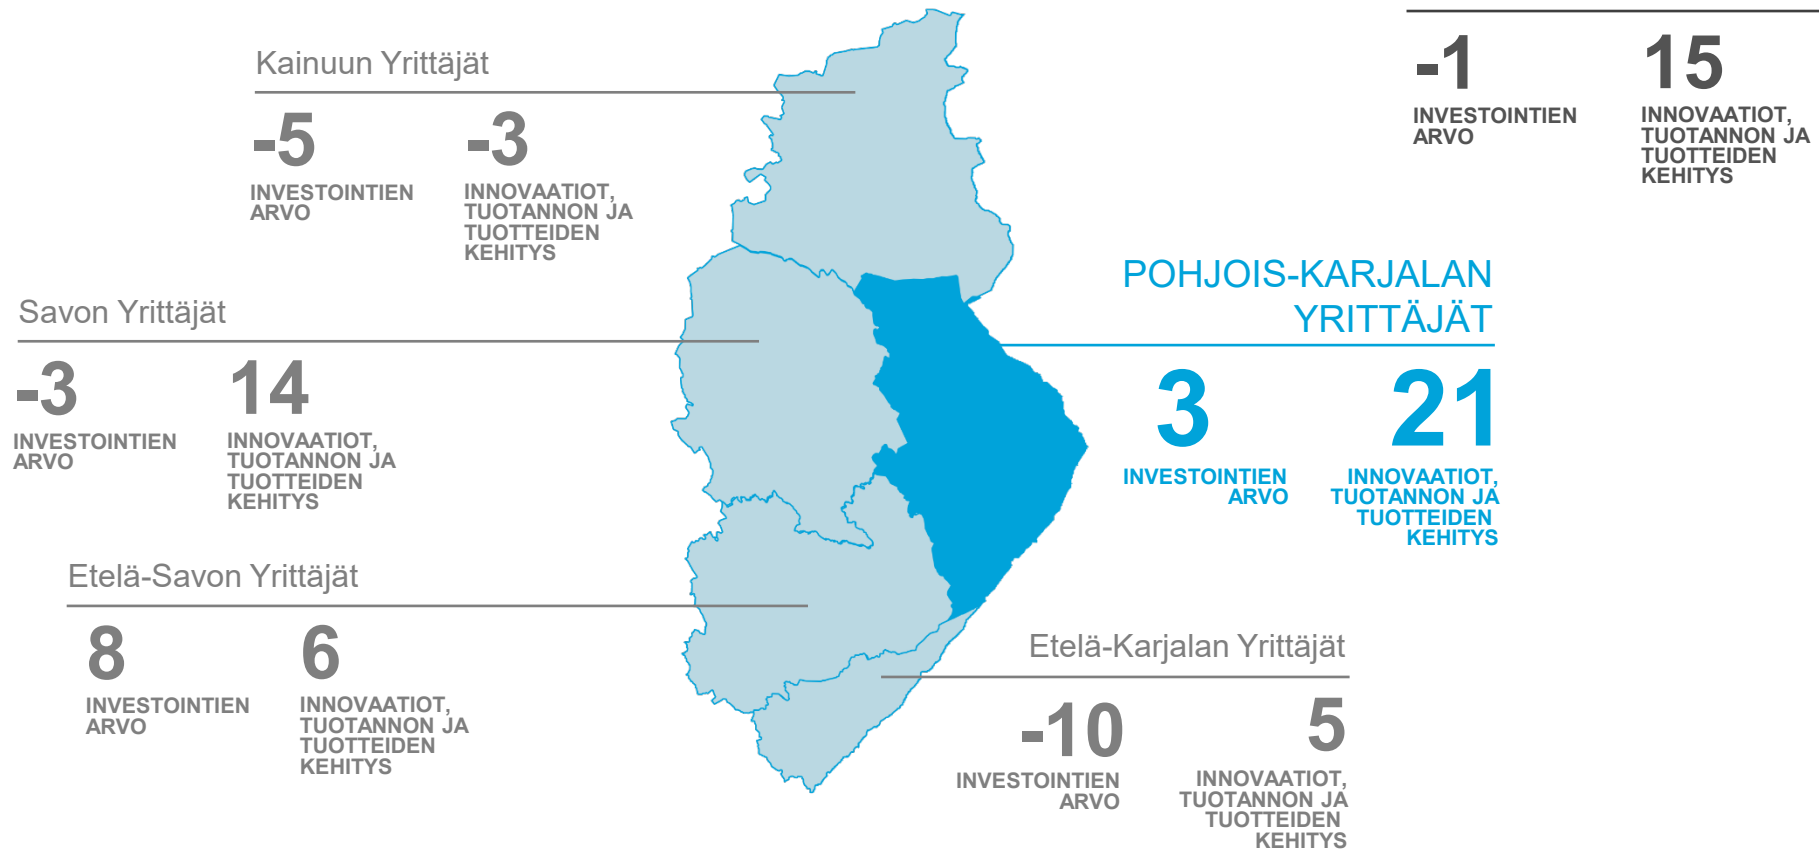 Kainuun Yrittäjät
-5
INVESTOINTIEN
ARVO
-3
INNOVAATIOT,
TUOTANNON JA
TUOTTEIDEN
KEHITYS
-1
INVESTOINTIEN
ARVO
15
INNOVAATIOT,
TUOTANNON JA
TUOTTEIDEN
KEHITYS
Savon Yrittäjät
-3
INVESTOINTIEN
ARVO
14
INNOVAATIOT,
TUOTANNON JA
TUOTTEIDEN
KEHITYS
POHJOIS-KARJALAN
YRITTÄJÄT
3
INVESTOINTIEN
ARVO
21
INNOVAATIOT,
TUOTANNON JA
TUOTTEIDEN
KEHITYS
Etelä-Savon Yrittäjät
8
INVESTOINTIEN
ARVO
6
INNOVAATIOT,
TUOTANNON JA
TUOTTEIDEN
KEHITYS
Etelä-Karjalan Yrittäjät
-10
INVESTOINTIEN
ARVO
5
INNOVAATIOT,
TUOTANNON JA
TUOTTEIDEN
KEHITYS